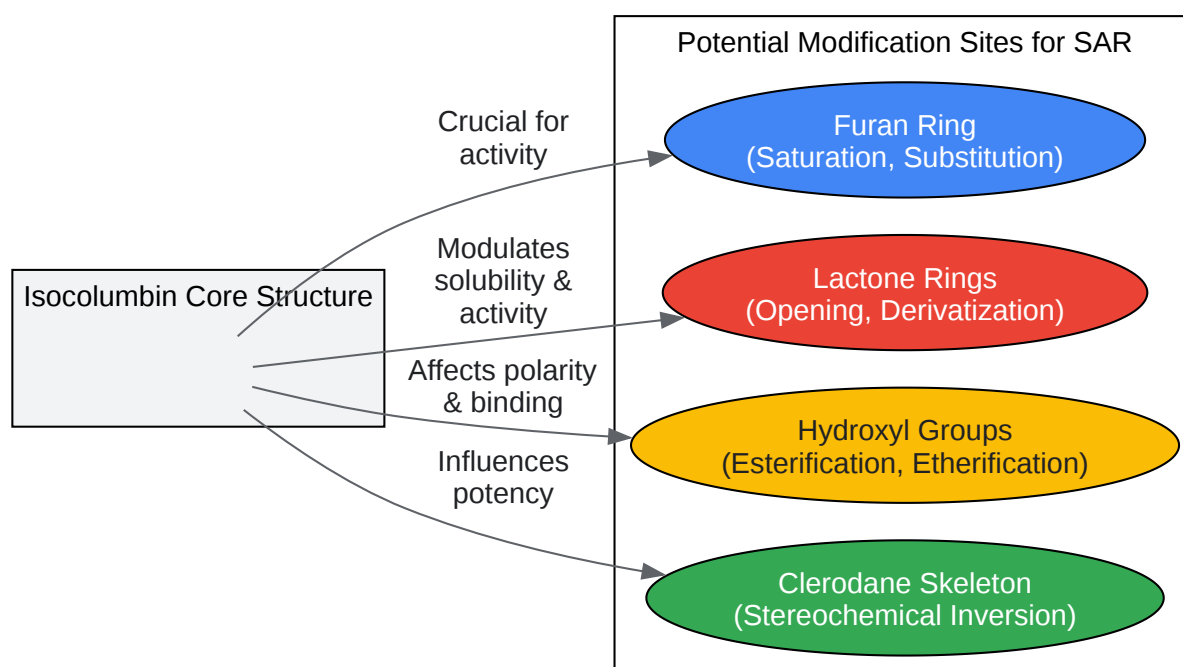 Potential Modification Sites for SAR
Crucial for
activity
Furan Ring
(Saturation, Substitution)
Isocolumbin Core Structure
Modulates
solubility &
activity
Lactone Rings
(Opening, Derivatization)
Affects polarity
& binding
Hydroxyl Groups
(Esterification, Etherification)
Influences
potency
Clerodane Skeleton
(Stereochemical Inversion)